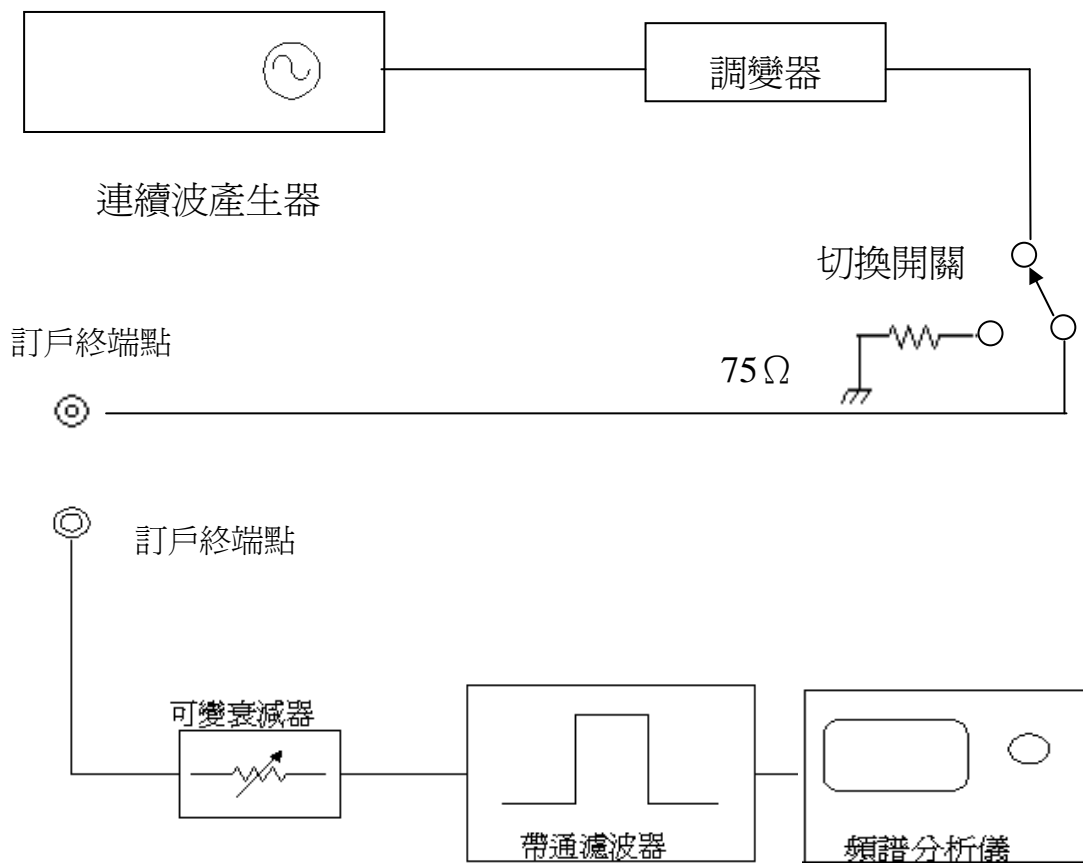 調變器
連續波產生器
切換開關
訂戶終端點
75Ω
訂戶終端點
可變衰減器
帶通濾波器
頻譜分析儀